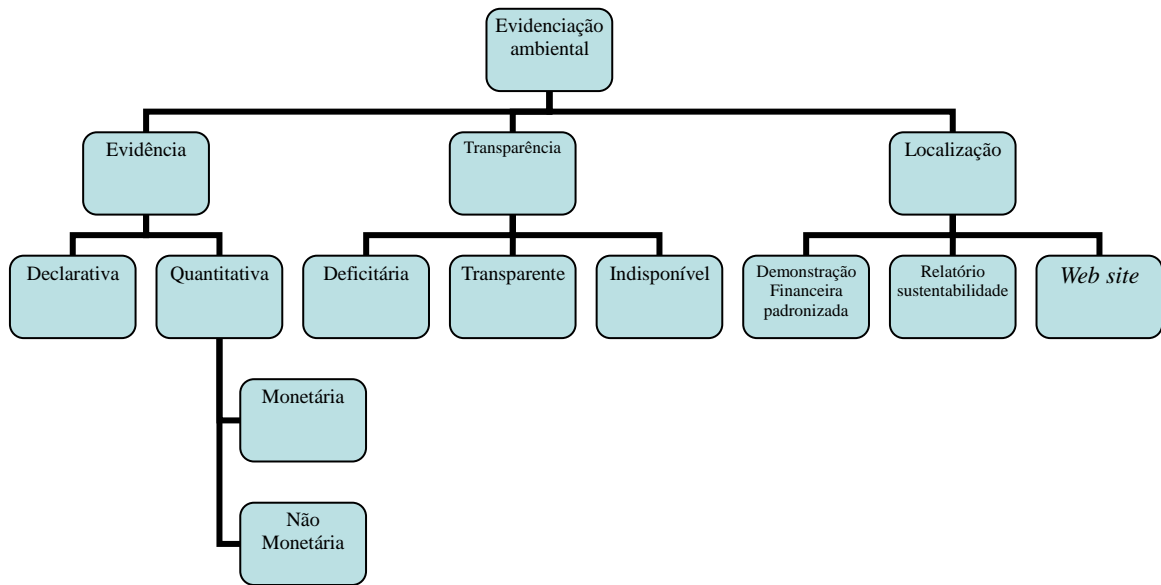 Evidenciação
ambiental
Evidência
Transparência
Localização
Declarativa
Quantitativa
Deficitária
Transparente
Indisponível
Demonstração
Financeira
padronizada
Relatório
sustentabilidade
Web site
Monetária
Não
Monetária